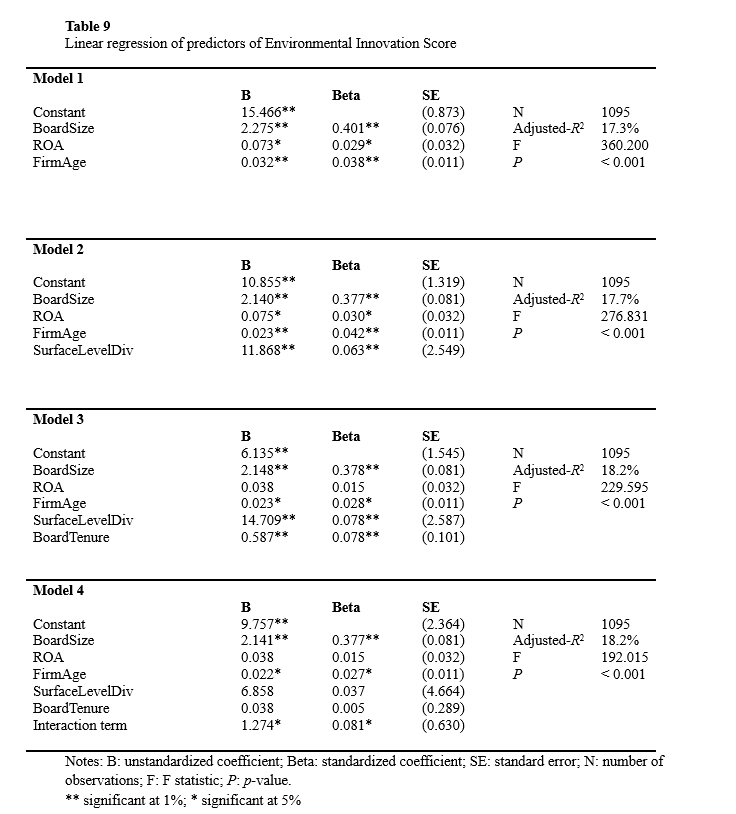 Table 9
Linear regression of predictors of Environmental Innovation Score
Model 1
B Beta SE
Constant 15.466** (0.873) N 1095
BoardSize 2.275** 0.401** (0.076) Adjusted-R² 17.3%
ROA 0.073* 0.029* (0.032) F 360.200
FirmAge 0.032** 0.038** (0.011) P < 0.001
Model 2
B Beta SE
Constant 10.855** (1.319) N 1095
BoardSize 2.140** 0.377** (0.081) Adjusted-R² 17.7%
ROA 0.075* 0.030* (0.032) F 276.831
FirmAge 0.023** 0.042** (0.011) P < 0.001
SurfaceLevelDiv 11.868** 0.063** (2.549)
Model 3
B Beta SE
Constant 6.135** (1.545) N 1095
BoardSize 2.148** 0.378** (0.081) Adjusted-R² 18.2%
ROA 0.038 0.015 (0.032) F 229.595
FirmAge 0.023* 0.028* (0.011) P < 0.001
SurfaceLevelDiv 14.709** 0.078** (2.587)
BoardTenure 0.587** 0.078** (0.101)
Model 4
B Beta SE
Constant 9.757** (2.364) N 1095
BoardSize 2.141** 0.377** (0.081) Adjusted-R² 18.2%
ROA 0.038 0.015 (0.032) F 192.015
FirmAge 0.022* 0.027* (0.011) P < 0.001
SurfaceLevelDiv 6.858 0.037 (4.664)
BoardTenure 0.038 0.005 (0.289)
Interaction term 1.274* 0.081* (0.630)
Notes: B: unstandardized coefficient; Beta: standardized coefficient; SE: standard error; N: number of
observations; F: F statistic; P: p-value.
** significant at 1%; * significant at 5%